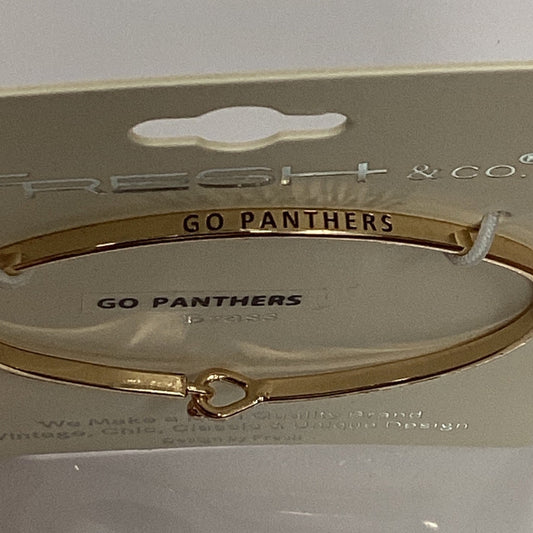 FRESH & CO.®
GO PANTHERS
GO PANTHERS
Brass
We Make a Quality Brand
Vintage, Chic, Classic & Unique Design
Design by Fresh